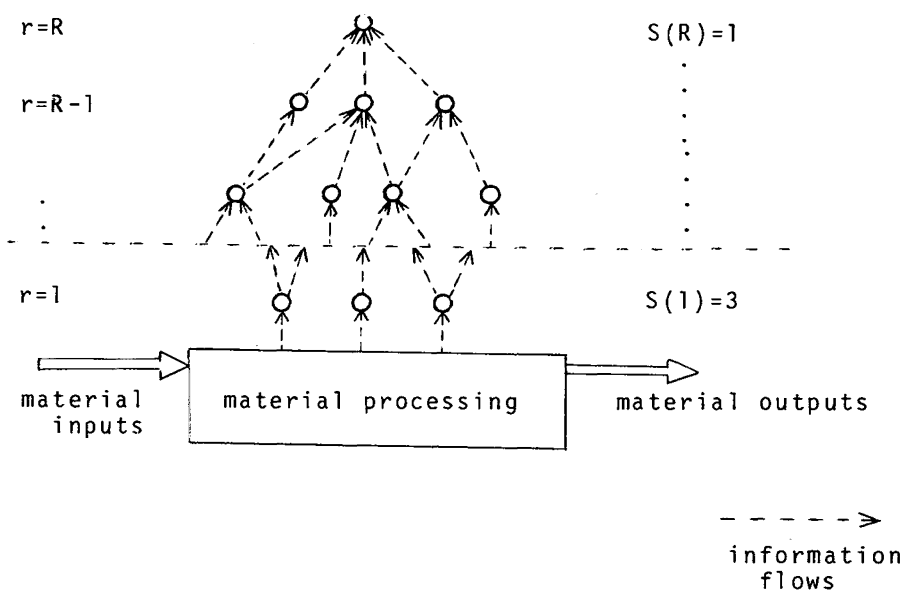 r=R
S(R)=1
r=R-1
r=1
S(1)=3
material
inputs
material processing
material outputs
information
flows